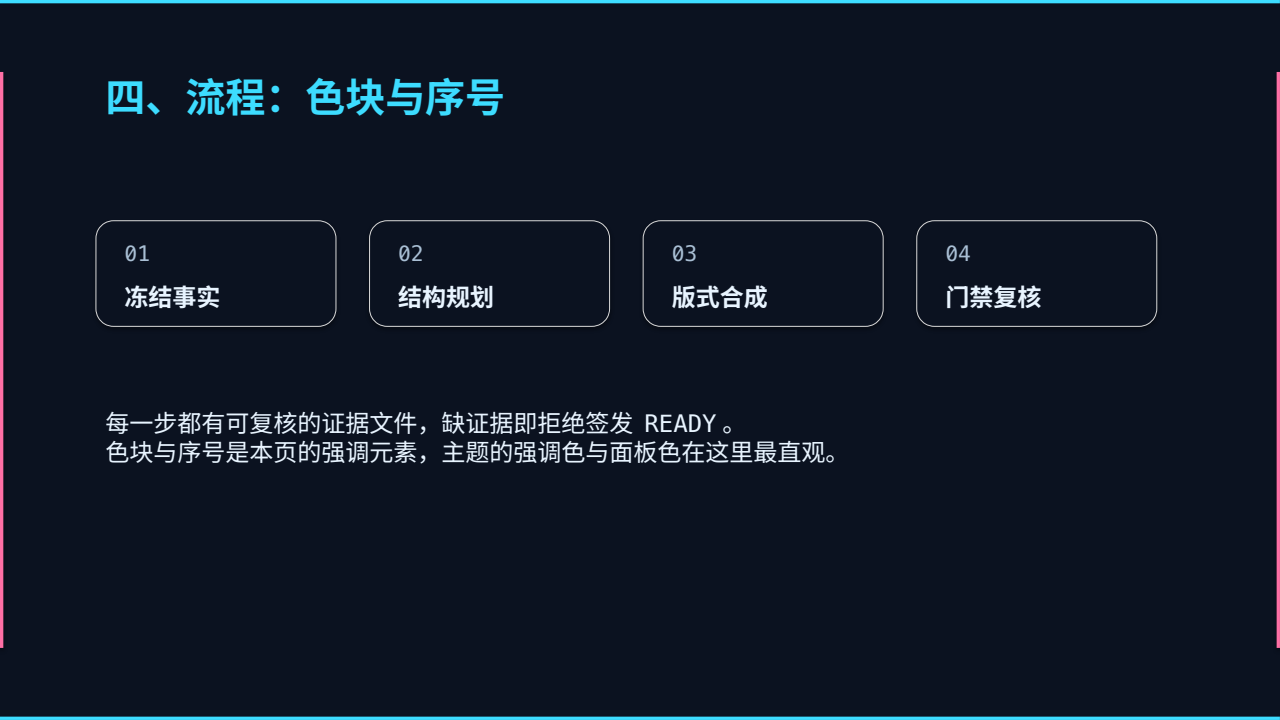 四、流程：色块与序号
01
冻结事实
02
结构规划
03
版式合成
04
门禁复核
每一步都有可复核的证据文件，缺证据即拒绝签发 READY。
色块与序号是本页的强调元素，主题的强调色与面板色在这里最直观。